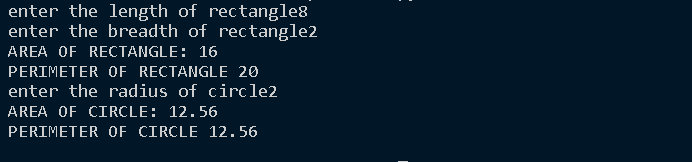 enter the length of rectangle8
enter the breadth of rectangle2
AREA OF RECTANGLE: 16
PERIMETER OF RECTANGLE 20
enter the radius of circle2
AREA OF CIRCLE: 12.56
PERIMETER OF CIRCLE 12.56